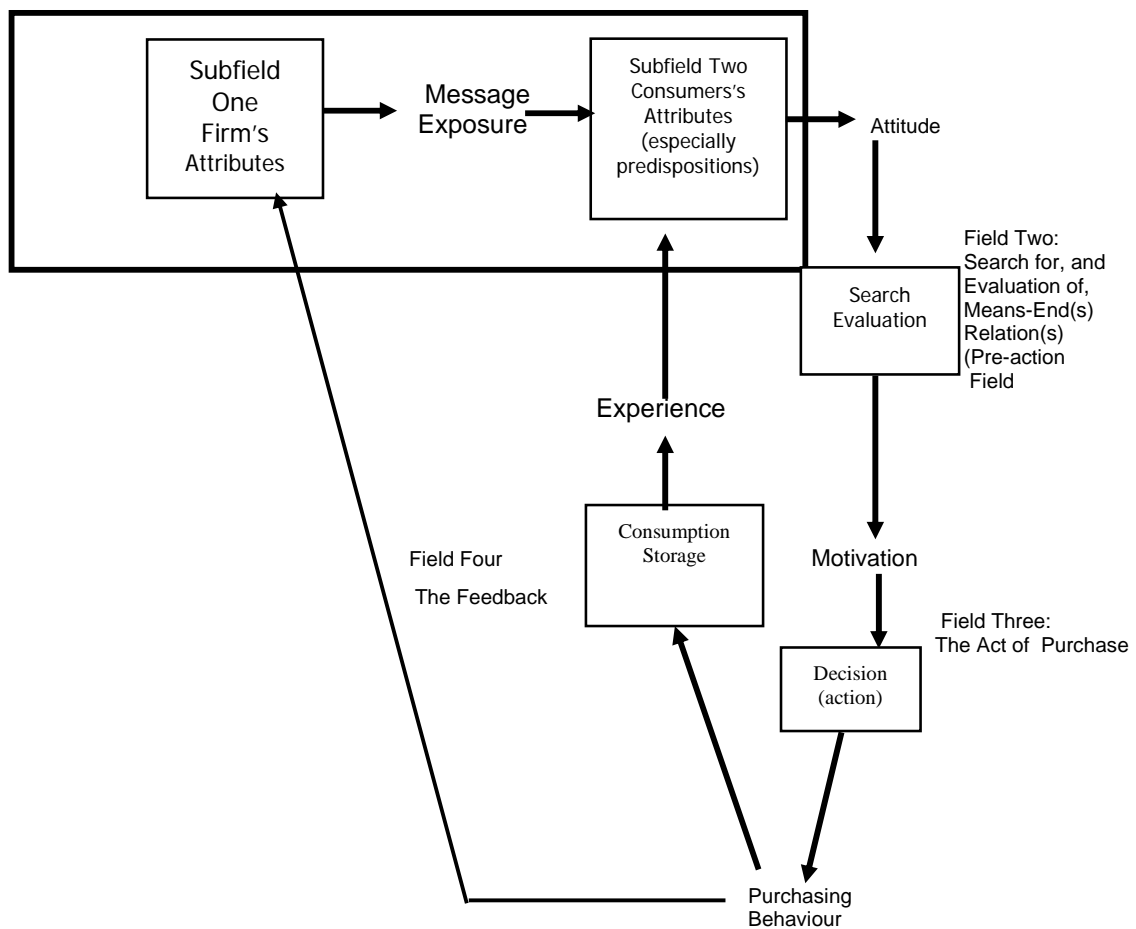 Subfield
One
Firm's
Attributes
Message
Exposure
Subfield Two
Consumers's
Attributes
(especially
predispositions)
Attitude
Field Two:
Search for, and
Evaluation of,
Means-End(s)
Relation(s)
(Pre-action
Field
Search
Evaluation
Experience
Consumption
Storage
Motivation
Field Four
The Feedback
Field Three:
The Act of Purchase
Decision
(action)
Purchasing
Behaviour